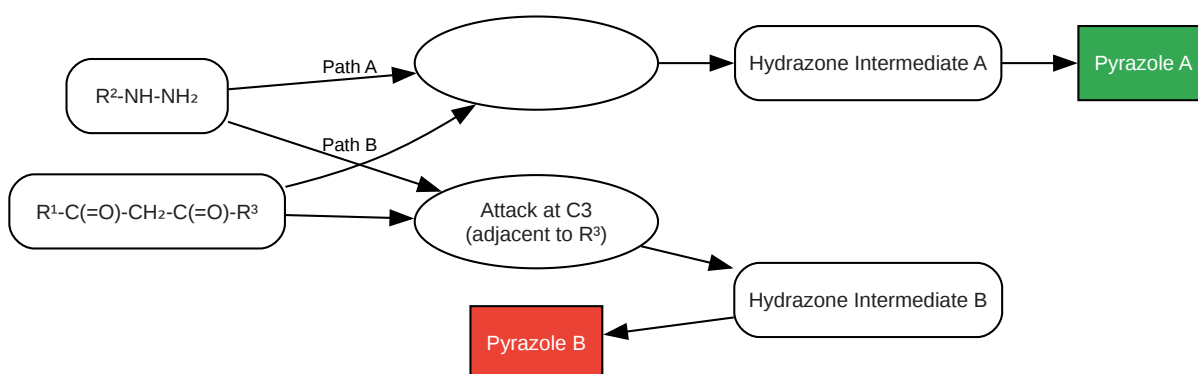 Path A
Hydrazone Intermediate A
Pyrazole A
R²-NH-NH₂
Path B
R¹-C(=O)-CH₂-C(=O)-R³
Attack at C3
(adjacent to R³)
Hydrazone Intermediate B
Pyrazole B